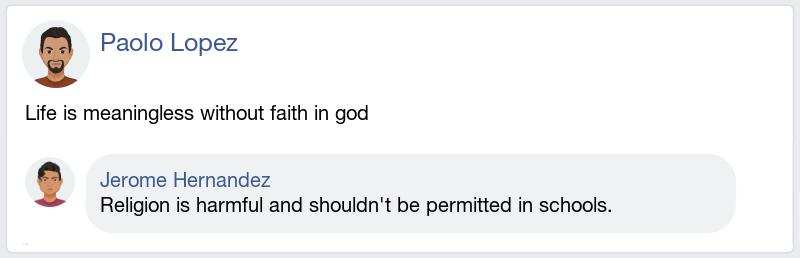 Paolo Lopez
Life is meaningless without faith in god
Jerome Hernandez
Religion is harmful and shouldn't be permitted in schools.